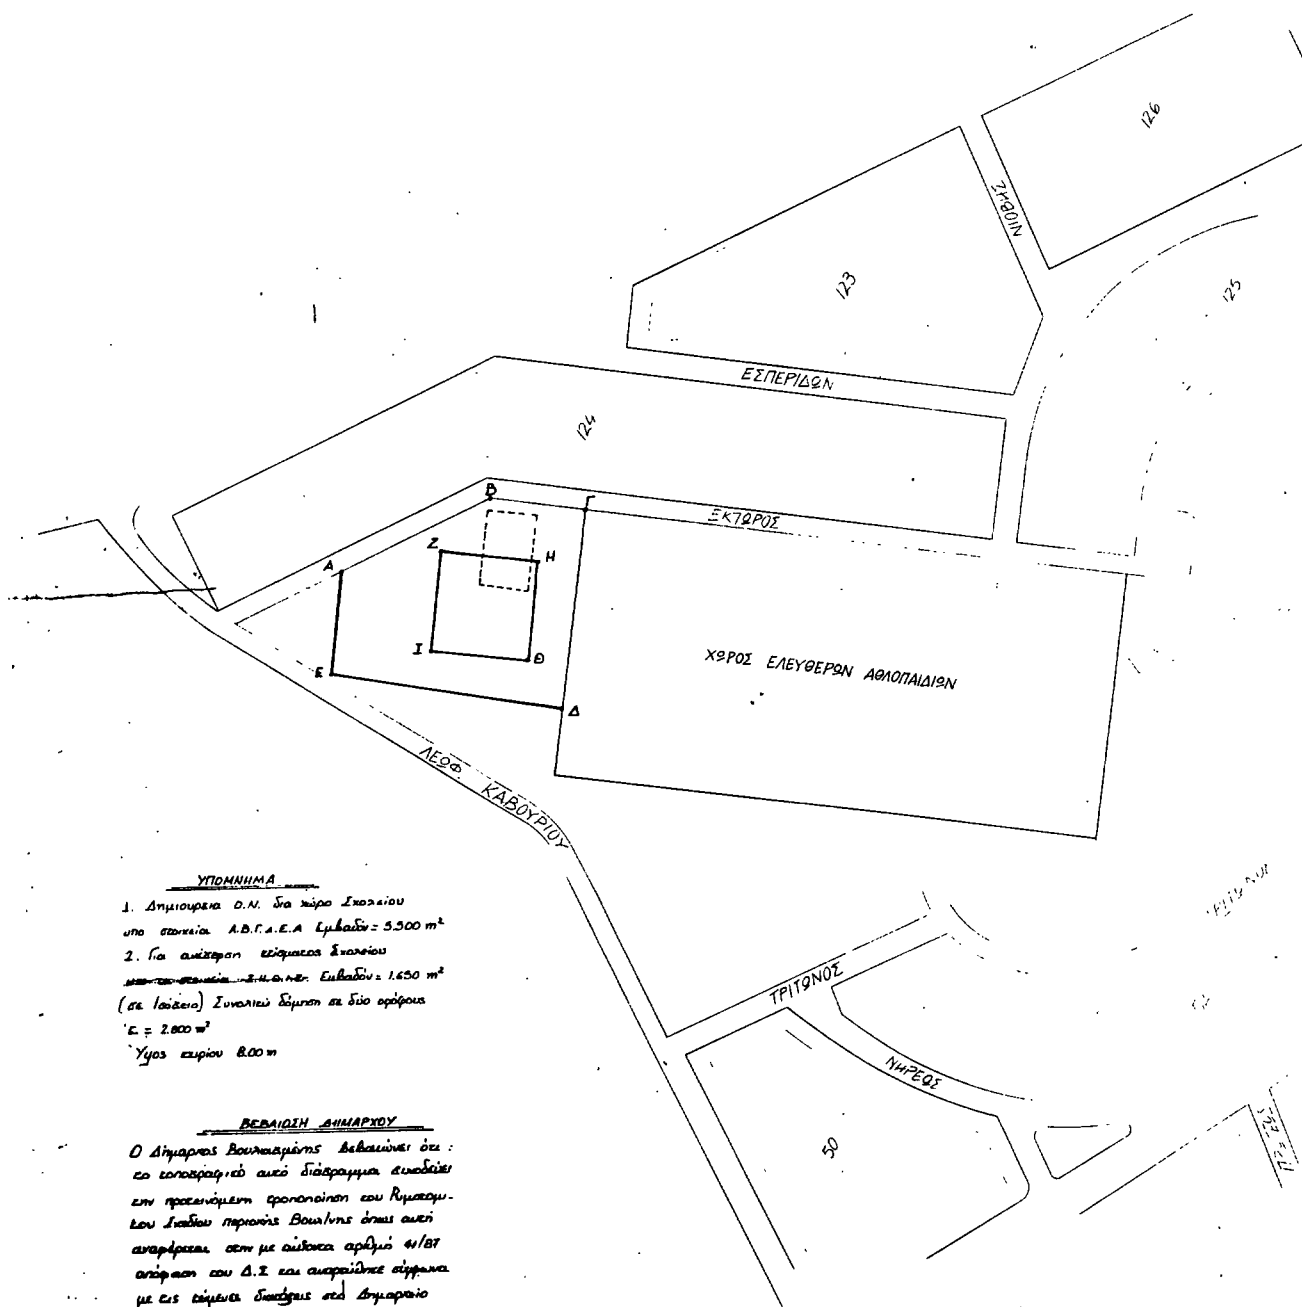 126
ΝΙΟΒΗΣ
123
125
ΕΣΠΕΡΙΔΩΝ
124
Β
Γ
ΕΚΤΩΡΟΣ
Ζ
Η
Α
Ι
Θ
ΧΩΡΟΣ ΕΛΕΥΘΕΡΩΝ ΑΘΛΟΠΑΙΔΙΩΝ
Ε
Δ
ΛΕΩΦ. ΚΑΒΟΥΡΙΟΥ
ΥΠΟΜΝΗΜΑ
1. Δημιουργία Ο.Ν. δια χώρο Σχολείου
υπο στοιχεία Α.Β.Γ.Δ.Ε.Α Εμβαδόν = 5.500 m²
2. Για ανέγερση κτίσματος Σχολείου
Εμβαδόν = 1.650 m²
(σε Ισόγειο) Συνολική δόμηση σε δύο ορόφους
Ε = 2.800 m²
Ύψος κτιρίου 8.00 m
ΤΡΙΤΩΝΟΣ
ΝΗΡΕΩΣ
50
ΒΕΒΑΙΩΣΗ ΔΗΜΑΡΧΟΥ
Ο Δήμαρχος Βουλιαγμένης βεβαιώνει ότι :
το τοπογραφικό αυτό διάγραμμα συνοδεύει
την προτεινόμενη τροποποίηση του Ρυμοτομ-
του Σχεδίου περιοχής Βουλ/νης όπως αυτή
αναφέρεται στην με αύξοντα αριθμό 41/87
απόφαση του Δ.Σ και αναρτήθηκε σύμφωνα
με τις κείμενες διατάξεις στο Δημαρχείο